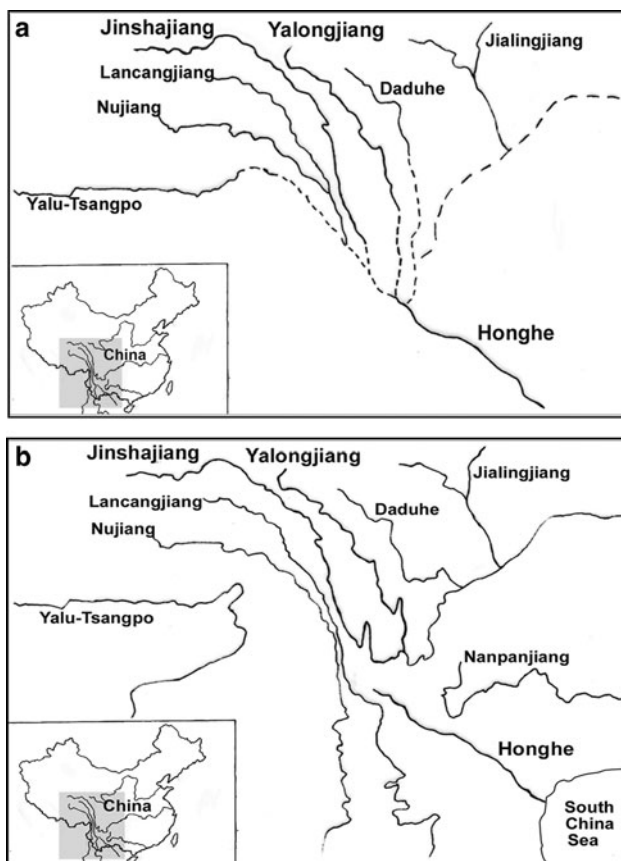 a
Jinshajiang
Yalongjiang
Jialingjiang
Lancangjiang
Daduhe
Nujiang
Yalu-Tsangpo
China
Honghe
b
Jinshajiang
Yalongjiang
Jialingjiang
Lancangjiang
Daduhe
Nujiang
Yalu-Tsangpo
Nanpanjiang
Honghe
China
South
China
Sea